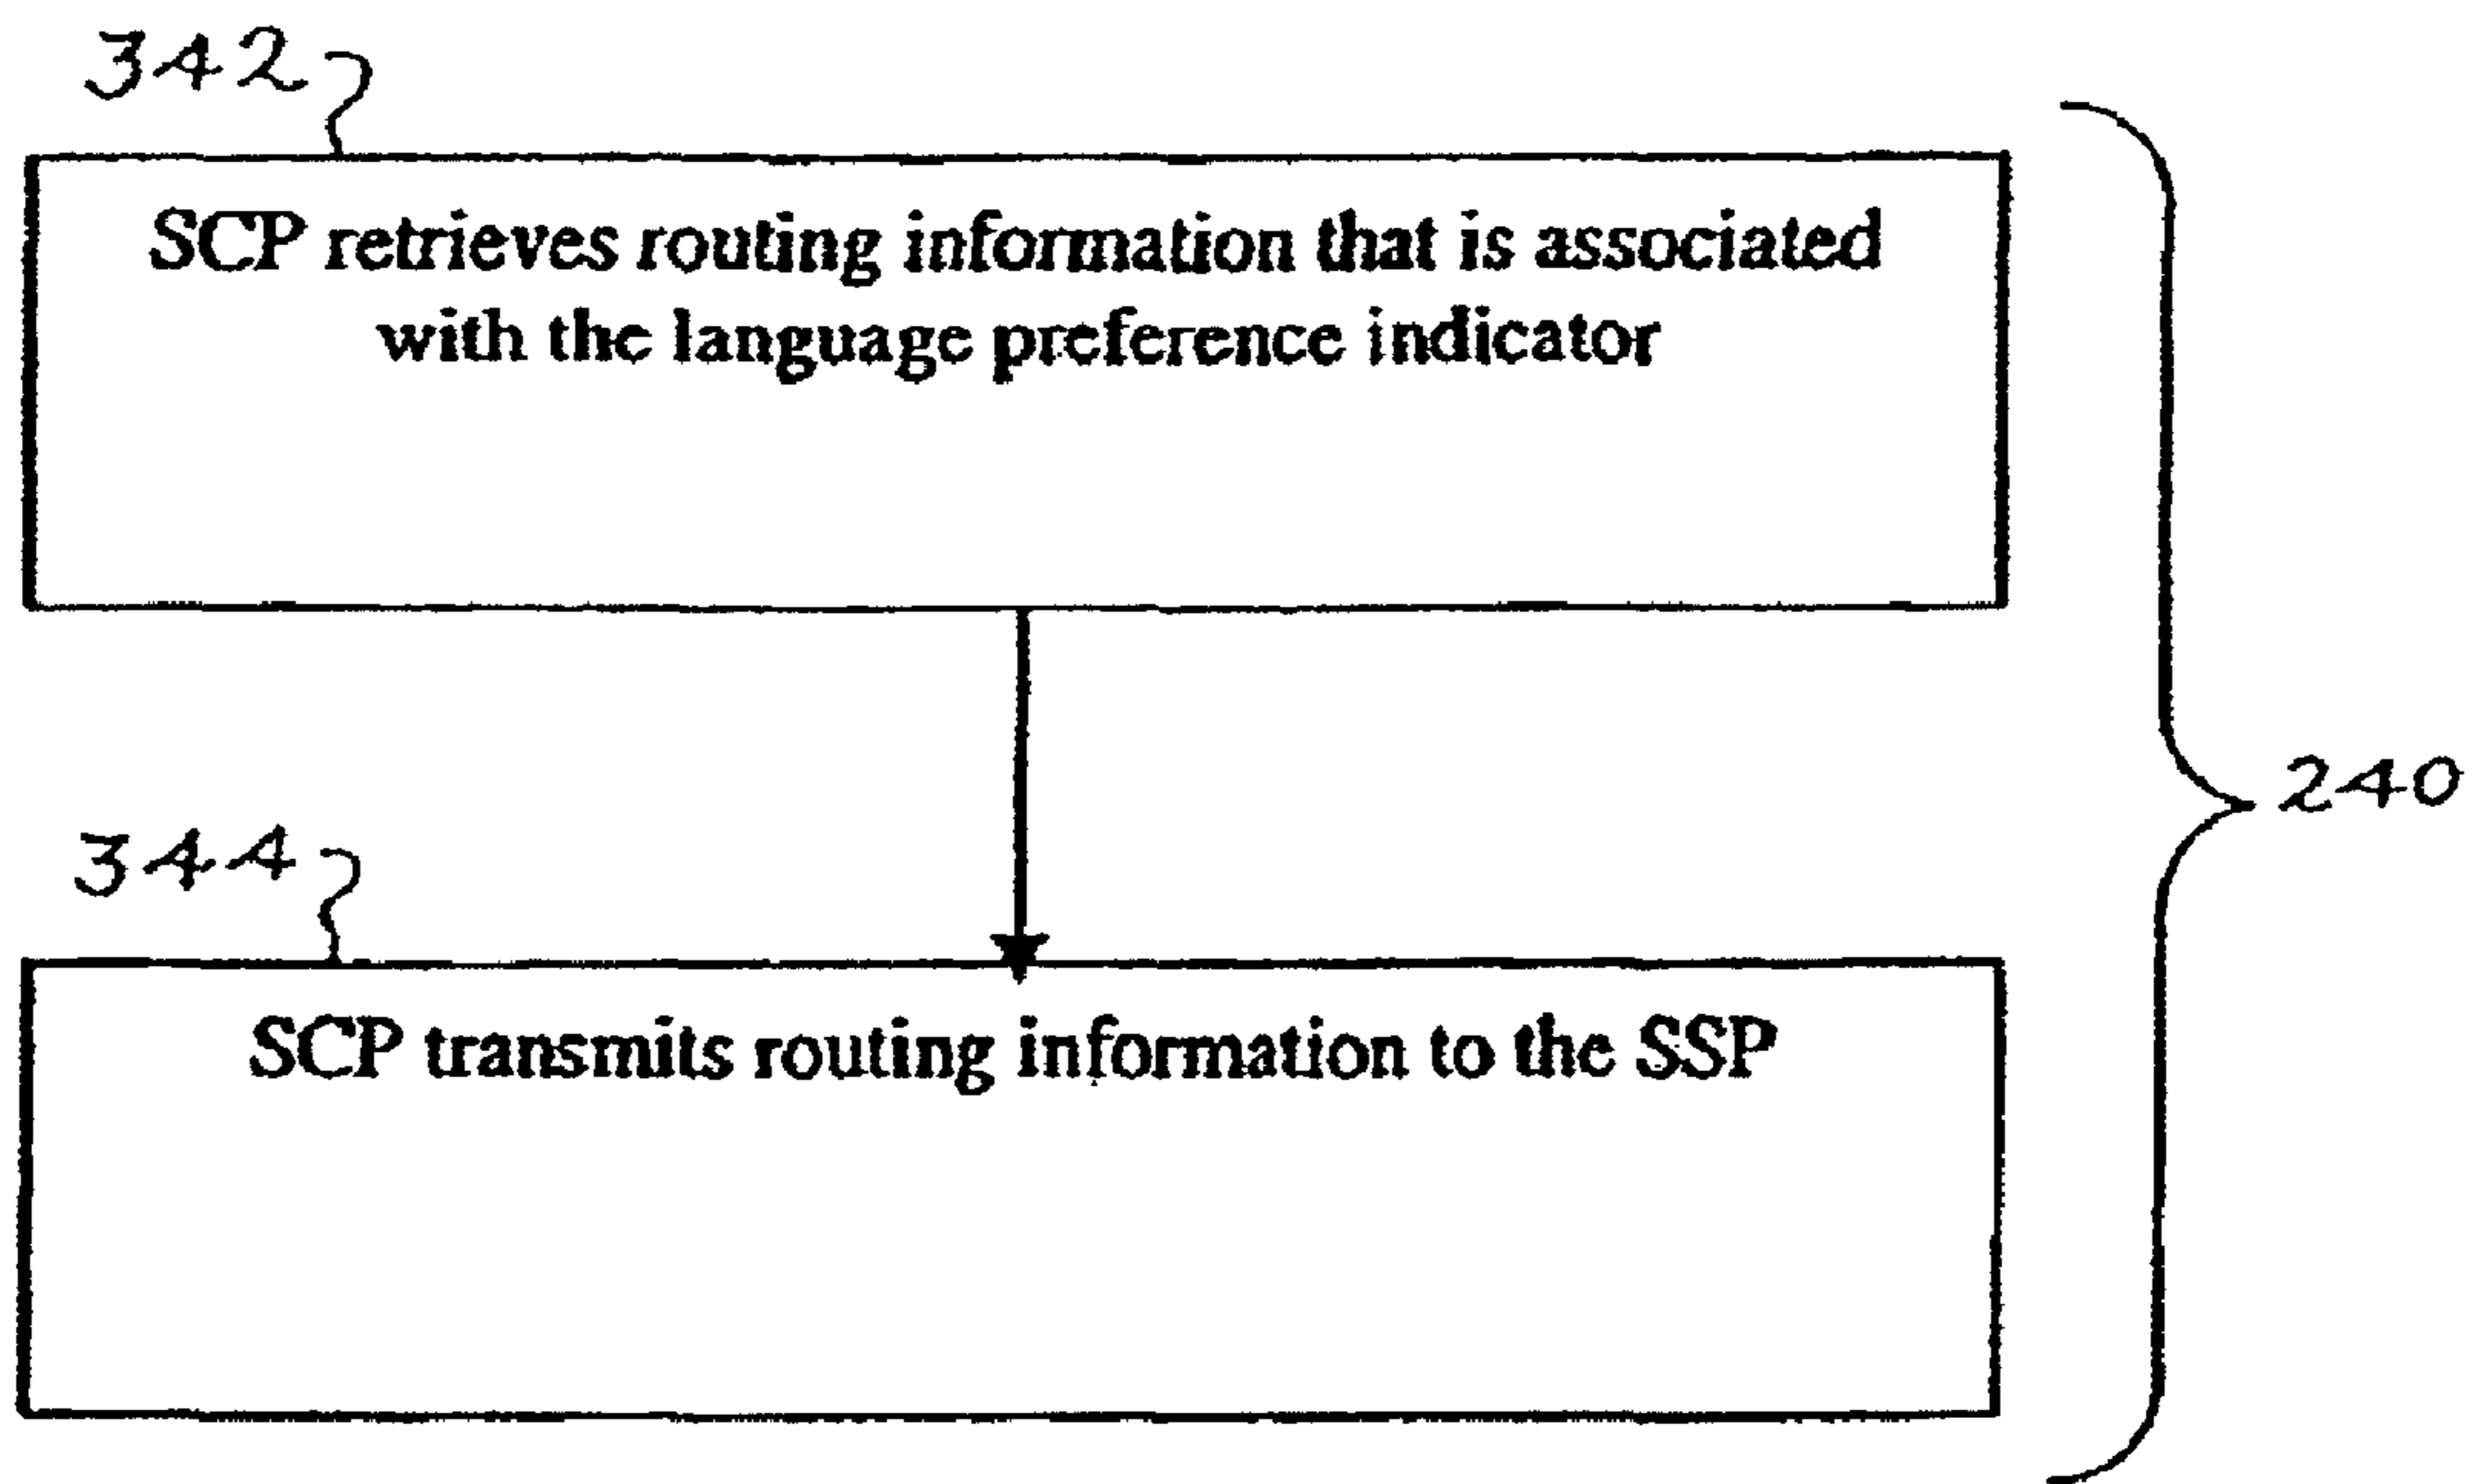 342
SCP retrieves routing information that is associated
with the language preference indicator
240
344
SCP transmits routing information to the SSP